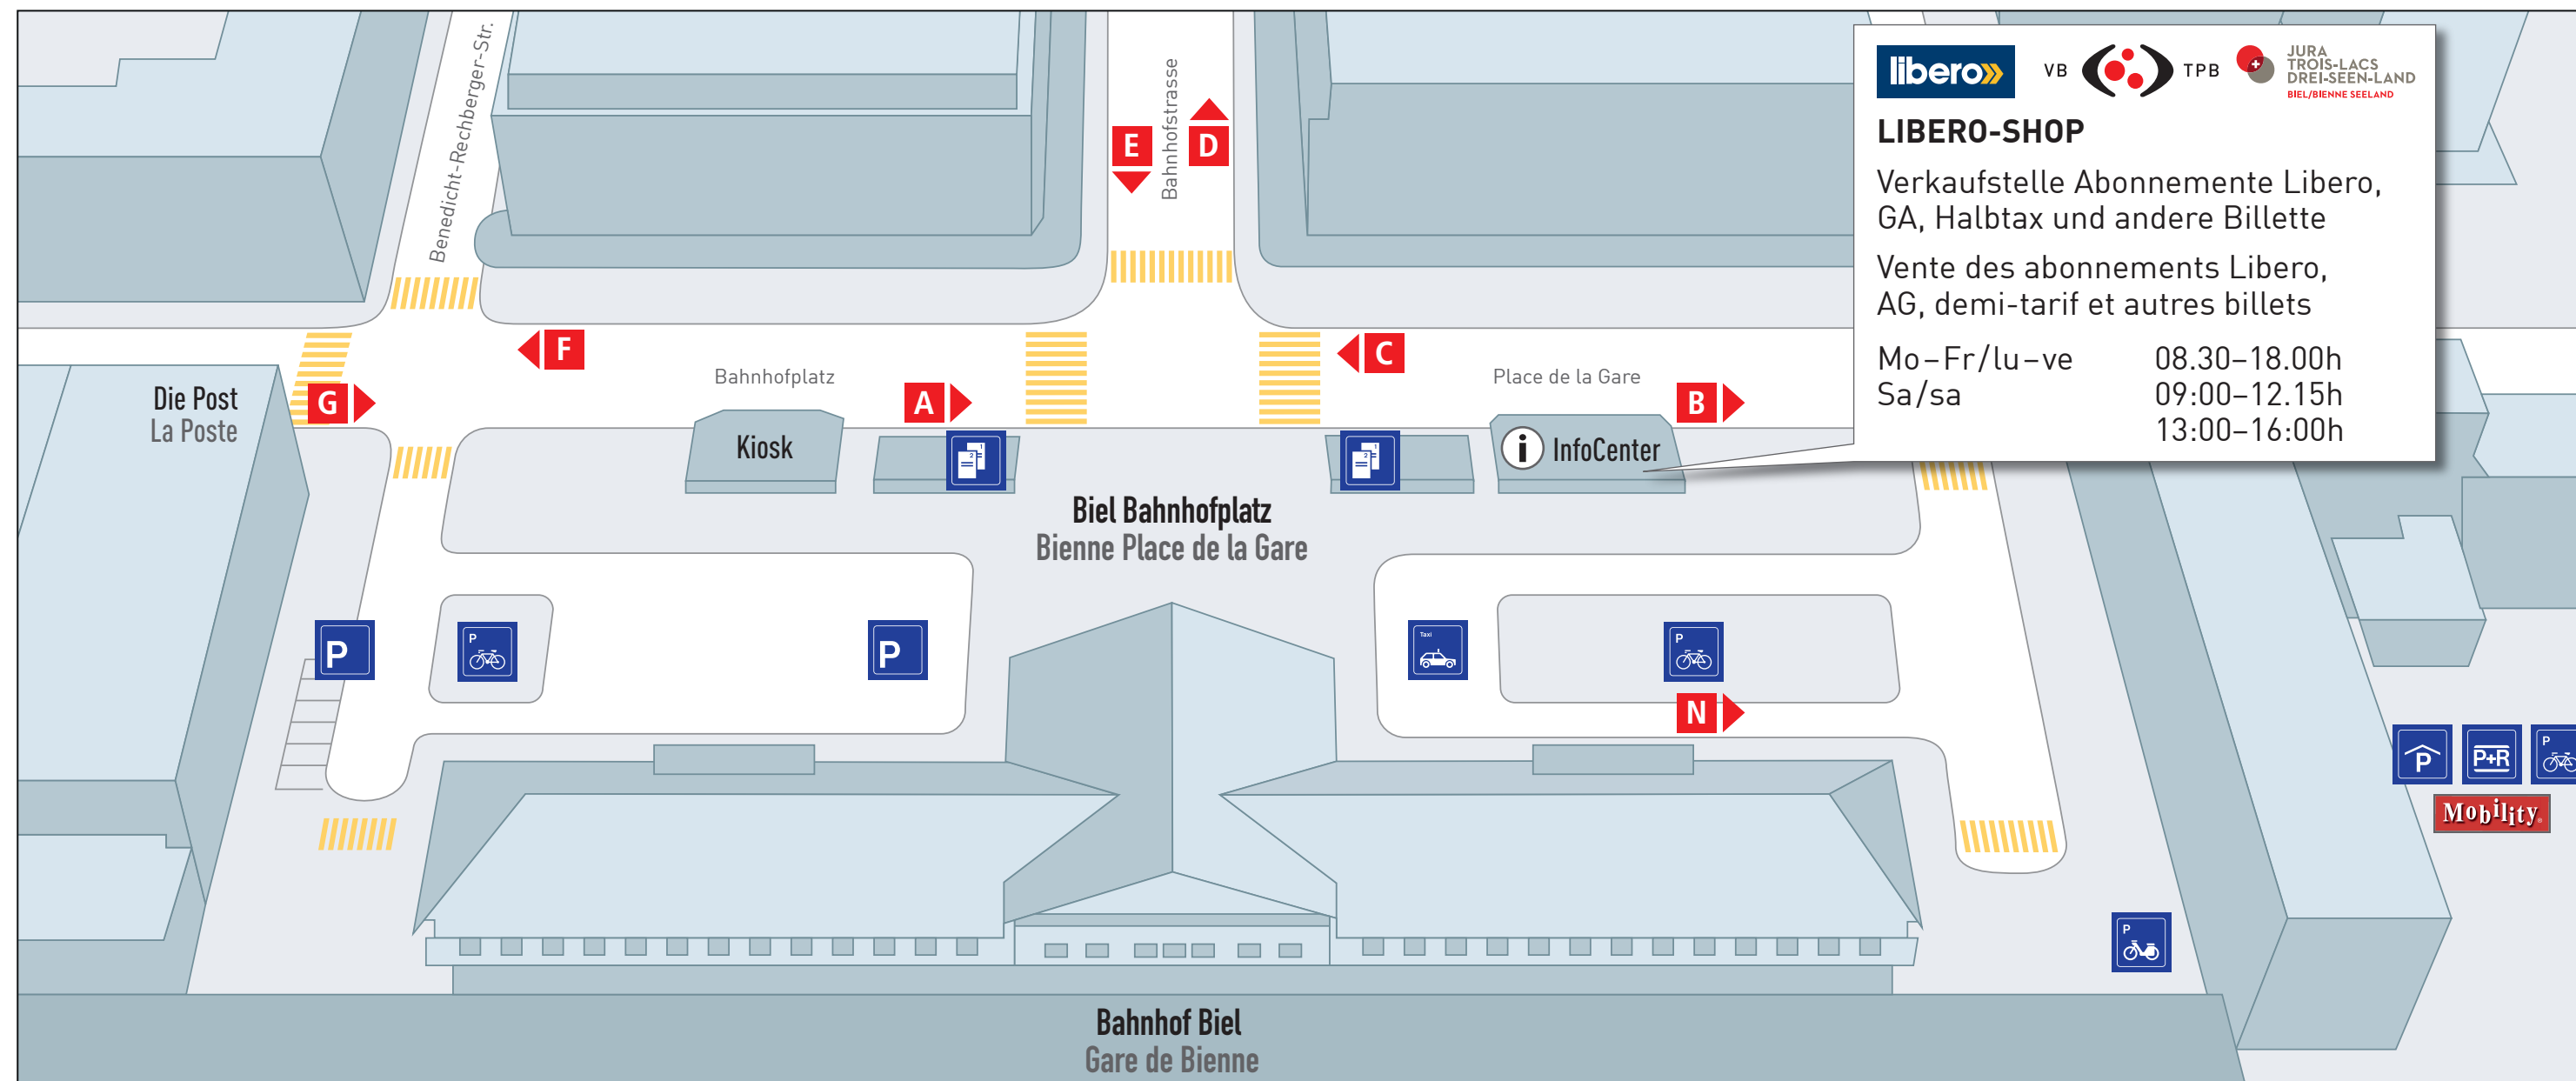 Benedicht-Rechberger-Str.
Bahnhofstrasse
E
D
libero
VB
TPB
JURA
TROIS-LACS
DREI-SEEN-LAND
BIEL/BIENNE SEELAND
LIBERO-SHOP
Verkaufstelle Abonnemente Libero,
GA, Halbtax und andere Billette
Vente des abonnements Libero,
AG, demi-tarif et autres billets
Mo–Fr/lu–ve 08.30–18.00h
Sa/sa 09:00–12.15h
13:00–16:00h
F
C
Bahnhofplatz
Place de la Gare
G
A
B
Die Post
La Poste
Kiosk
1
2
1
2
i
InfoCenter
Biel Bahnhofplatz
Bienne Place de la Gare
P
P
P
Taxi
P
N
P
P+R
P
Mobility
P
Bahnhof Biel
Gare de Bienne